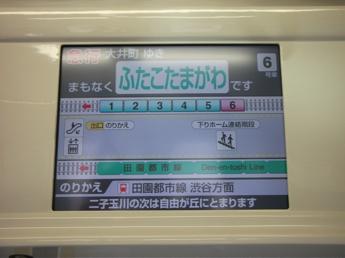 急行 大井町 ゆき
6
号車
まもなく ふたこたまがわ です
1 2 3 4 5 6
出口 のりかえ
下りホーム連絡階段
田園都市線 Den-en-toshi Line
のりかえ 田園都市線 渋谷方面
二子玉川の次は自由が丘にとまります